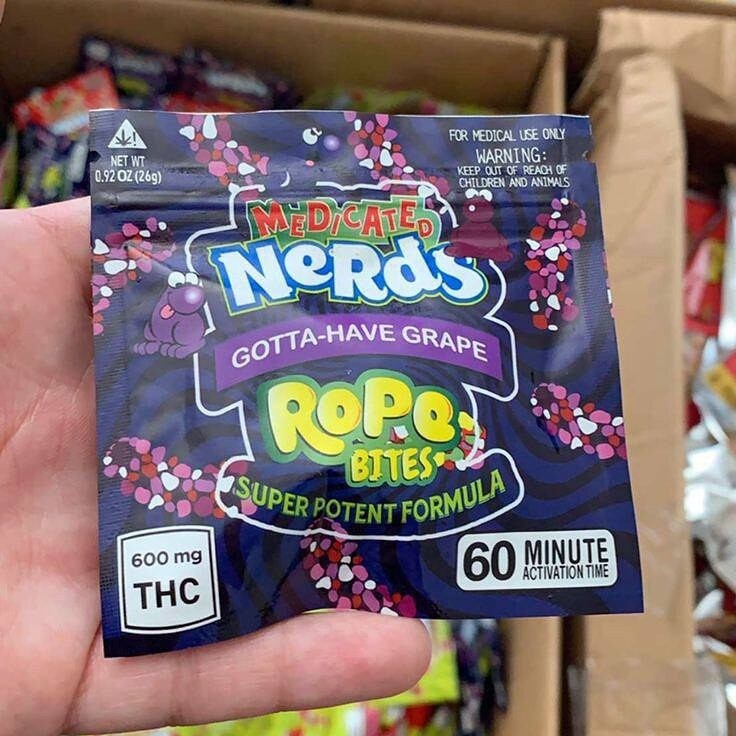 FOR MEDICAL USE ONLY
WARNING:
KEEP OUT OF REACH OF
CHILDREN AND ANIMALS
NET WT
0.92 OZ (26g)
MEDICATED
NeRdS
GOTTA-HAVE GRAPE
RoPe
BITES
SUPER POTENT FORMULA
600 mg
THC
60 MINUTE
ACTIVATION TIME